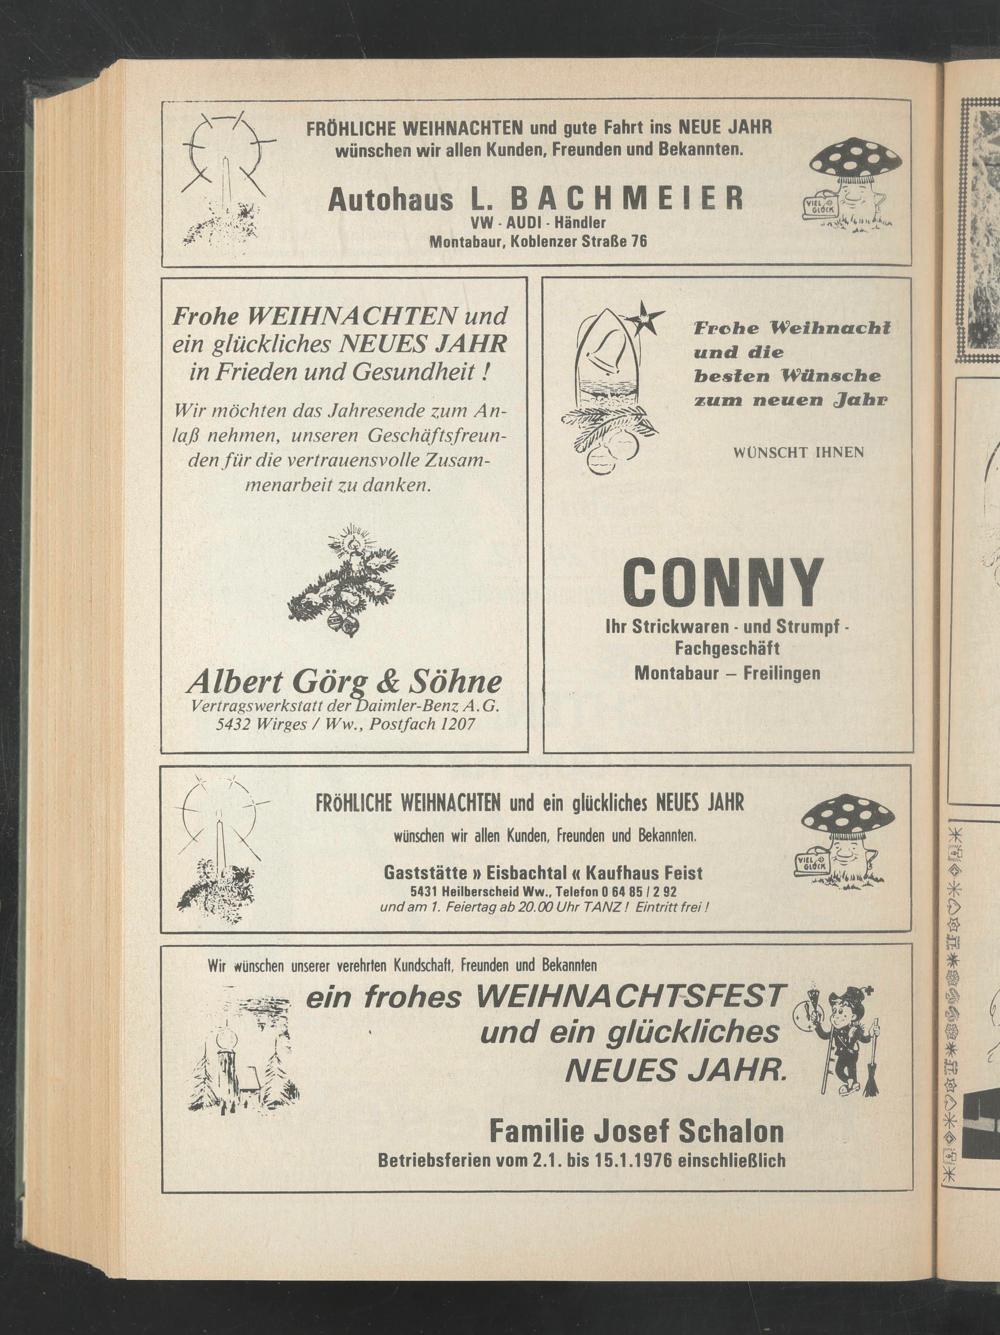 FRÖHLICHE WEIHNACHTEN und gute Fahrt ins NEUE JAHR
wünschen wir allen Kunden, Freunden und Bekannten.
Autohaus L. BACHMEIER
VW - AUDI - Händler
Montabaur, Koblenzer Straße 76
VIEL
GLÜCK
Frohe WEIHNACHTEN und
ein glückliches NEUES JAHR
in Frieden und Gesundheit !
Wir möchten das Jahresende zum An-
laß nehmen, unseren Geschäftsfreun-
den für die vertrauensvolle Zusam-
menarbeit zu danken.
Albert Görg & Söhne
Vertragswerkstatt der Daimler-Benz A.G.
5432 Wirges / Ww., Postfach 1207
Frohe Weihnacht
und die
besten Wünsche
zum neuen Jahr
WÜNSCHT IHNEN
CONNY
Ihr Strickwaren - und Strumpf -
Fachgeschäft
Montabaur – Freilingen
FRÖHLICHE WEIHNACHTEN und ein glückliches NEUES JAHR
wünschen wir allen Kunden, Freunden und Bekannten.
Gaststätte » Eisbachtal « Kaufhaus Feist
5431 Heilberscheid Ww., Telefon 0 64 85 / 2 92
und am 1. Feiertag ab 20.00 Uhr TANZ ! Eintritt frei !
VIEL
GLÜCK
Wir wünschen unserer verehrten Kundschaft, Freunden und Bekannten
ein frohes WEIHNACHTSFEST
und ein glückliches
NEUES JAHR.
Familie Josef Schalon
Betriebsferien vom 2.1. bis 15.1.1976 einschließlich